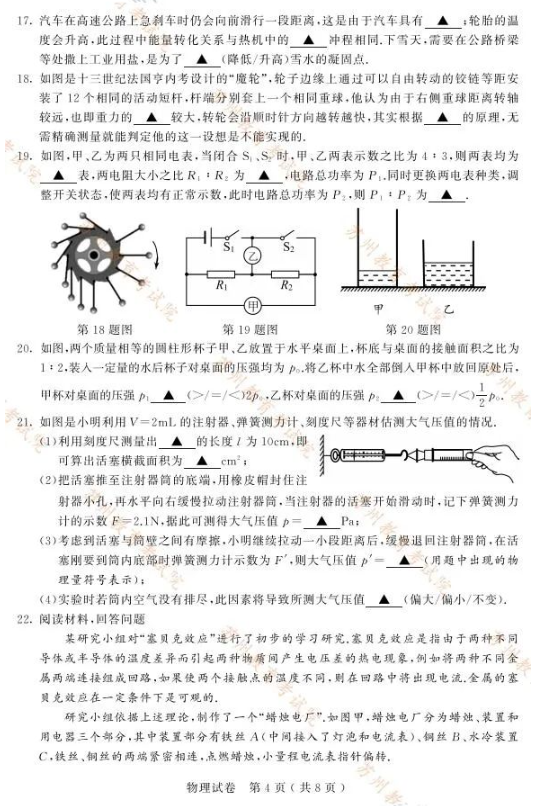 17. 汽车在高速公路上急刹车时仍会向前滑行一段距离,这是由于汽车具有 ▲ ;轮胎的温
度会升高,此过程中能量转化关系与热机中的 ▲ 冲程相同.下雪天,需要在公路桥梁
等处撒上工业用盐,是为了 ▲ (降低/升高)雪水的凝固点.
18. 如图是十三世纪法国亨内考设计的“魔轮”,轮子边缘上通过可以自由转动的铰链等距安
装了12个相同的活动短杆,杆端分别套上一个相同重球,他认为由于右侧重球距离转轴
较远,也即重力的 ▲ 较大,转轮会沿顺时针方向越转越快,其实根据 ▲ 的原理,无
需精确测量就能判定他的这一设想是不能实现的.
19. 如图,甲、乙为两只相同电表,当闭合 S₁、S₂ 时,甲、乙两表示数之比为 4∶3,则两表均为
▲ 表,两电阻大小之比 R₁∶R₂ 为 ▲ ,电路总功率为 P₁.同时更换两电表种类,调
整开关状态,使两表均有正常示数,此时电路总功率为 P₂,则 P₁∶P₂ 为 ▲ .
S₁ S₂
乙
R₁ R₂
甲
甲 乙
第 18 题图 第 19 题图 第 20 题图
20. 如图,两个质量相等的圆柱形杯子甲、乙放置于水平桌面上,杯底与桌面的接触面积之比为
1∶2,装入一定量的水后杯子对桌面的压强均为 p₀.将乙杯中水全部倒入甲杯中放回原处后,
甲杯对桌面的压强 p₁ ▲ (>/=/<)2p₀,乙杯对桌面的压强 p₂ ▲ (>/=/<)1/2 p₀.
21. 如图是小明利用 V=2mL 的注射器、弹簧测力计、刻度尺等器材估测大气压值的情况.
(1)利用刻度尺测量出 ▲ 的长度 l 为 10cm,即
可算出活塞横截面积为 ▲ cm²;
(2)把活塞推至注射器筒的底端,用橡皮帽封住注
射器小孔,再水平向右缓慢拉动注射器筒,当注射器的活塞开始滑动时,记下弹簧测力
计的示数 F=2.1N,据此可测得大气压值 p= ▲ Pa;
(3)考虑到活塞与筒壁之间有摩擦,小明继续拉动一小段距离后,缓慢退回注射器筒,在活
塞刚要到筒内底部时弹簧测力计示数为 F′,则大气压值 p′= ▲ (用题中出现的物
理量符号表示);
(4)实验时若筒内空气没有排尽,此因素将导致所测大气压值 ▲ (偏大/偏小/不变).
22. 阅读材料,回答问题
某研究小组对“塞贝克效应”进行了初步的学习研究.塞贝克效应是指由于两种不同
导体或半导体的温度差异而引起两种物质间产生电压差的热电现象,例如将两种不同金
属两端连接组成回路,如果使两个接触点的温度不同,则在回路中将出现电流.金属的塞
贝克效应在一定条件下是可观的.
研究小组依据上述理论,制作了一个“蜡烛电厂”.如图甲,蜡烛电厂分为蜡烛、装置和
用电器三个部分,其中装置部分有铁丝 A(中间接入了灯泡和电流表)、铜丝 B、水冷装置
C,铁丝、铜丝的两端紧密相连,点燃蜡烛,小量程电流表指针偏转.
物理试卷 第 4 页(共 8 页)